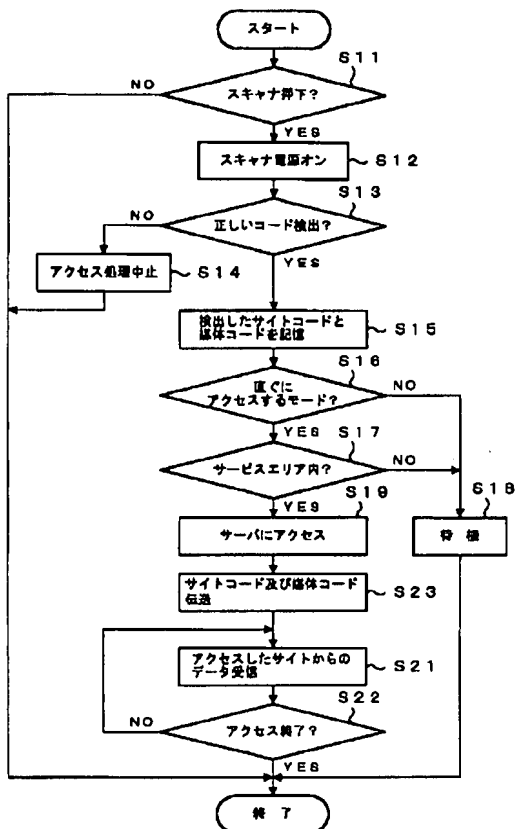 スタート
S11
NO
スキャナ押下?
YES
スキャナ電源オン
S12
S13
NO
正しいコード検出?
アクセス処理中止
S14
YES
検出したサイトコードと
媒体コードを記憶
S15
S16
直ぐに
アクセスするモード?
NO
YES
S17
サービスエリア内?
NO
YES
S19
S18
サーバにアクセス
待機
サイトコード及び媒体コード
伝送
S23
アクセスしたサイトからの
データ受信
S21
S22
NO
アクセス終了?
YES
終了